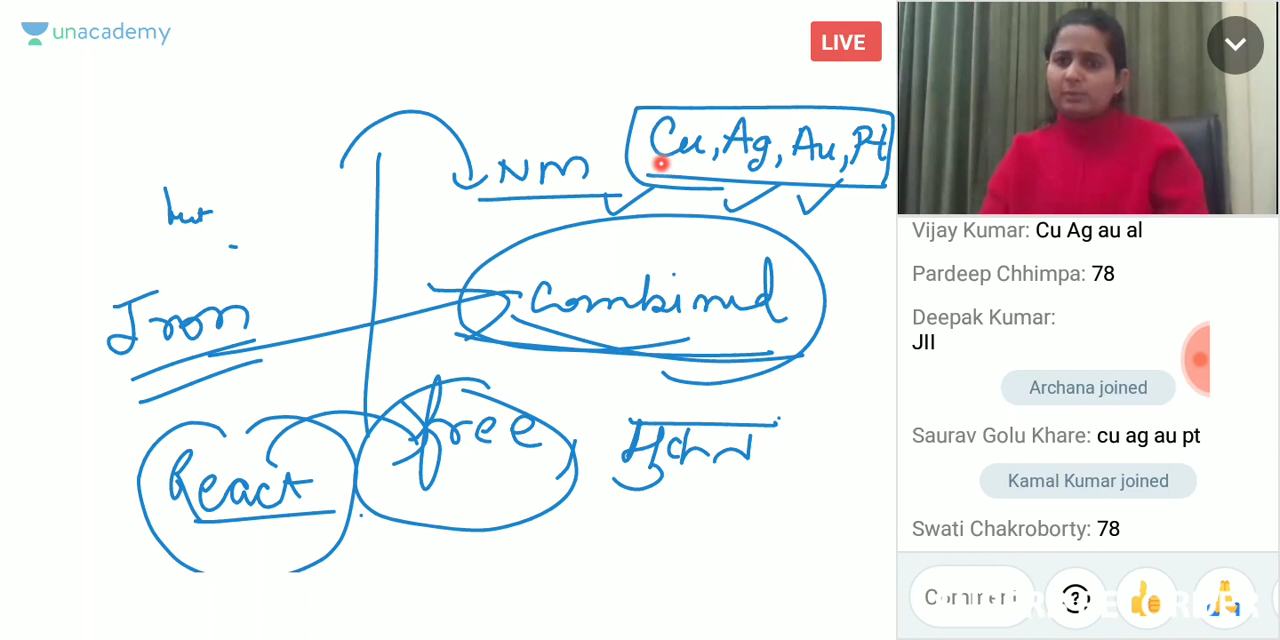 unacademy
LIVE
Cu, Ag, Au, Pt
NM
Combined
Iron
free
React
मुक्त
Vijay Kumar: Cu Ag au al
Pardeep Chhimpa: 78
Deepak Kumar:
JII
Archana joined
Saurav Golu Khare: cu ag au pt
Kamal Kumar joined
Swati Chakroborty: 78